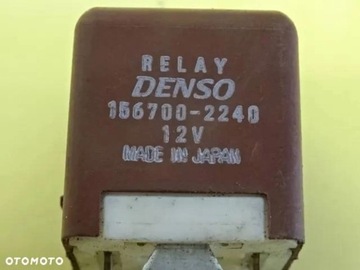 RELAY
DENSO
156700-2240
12V
MADE IN JAPAN
OTOMOTO